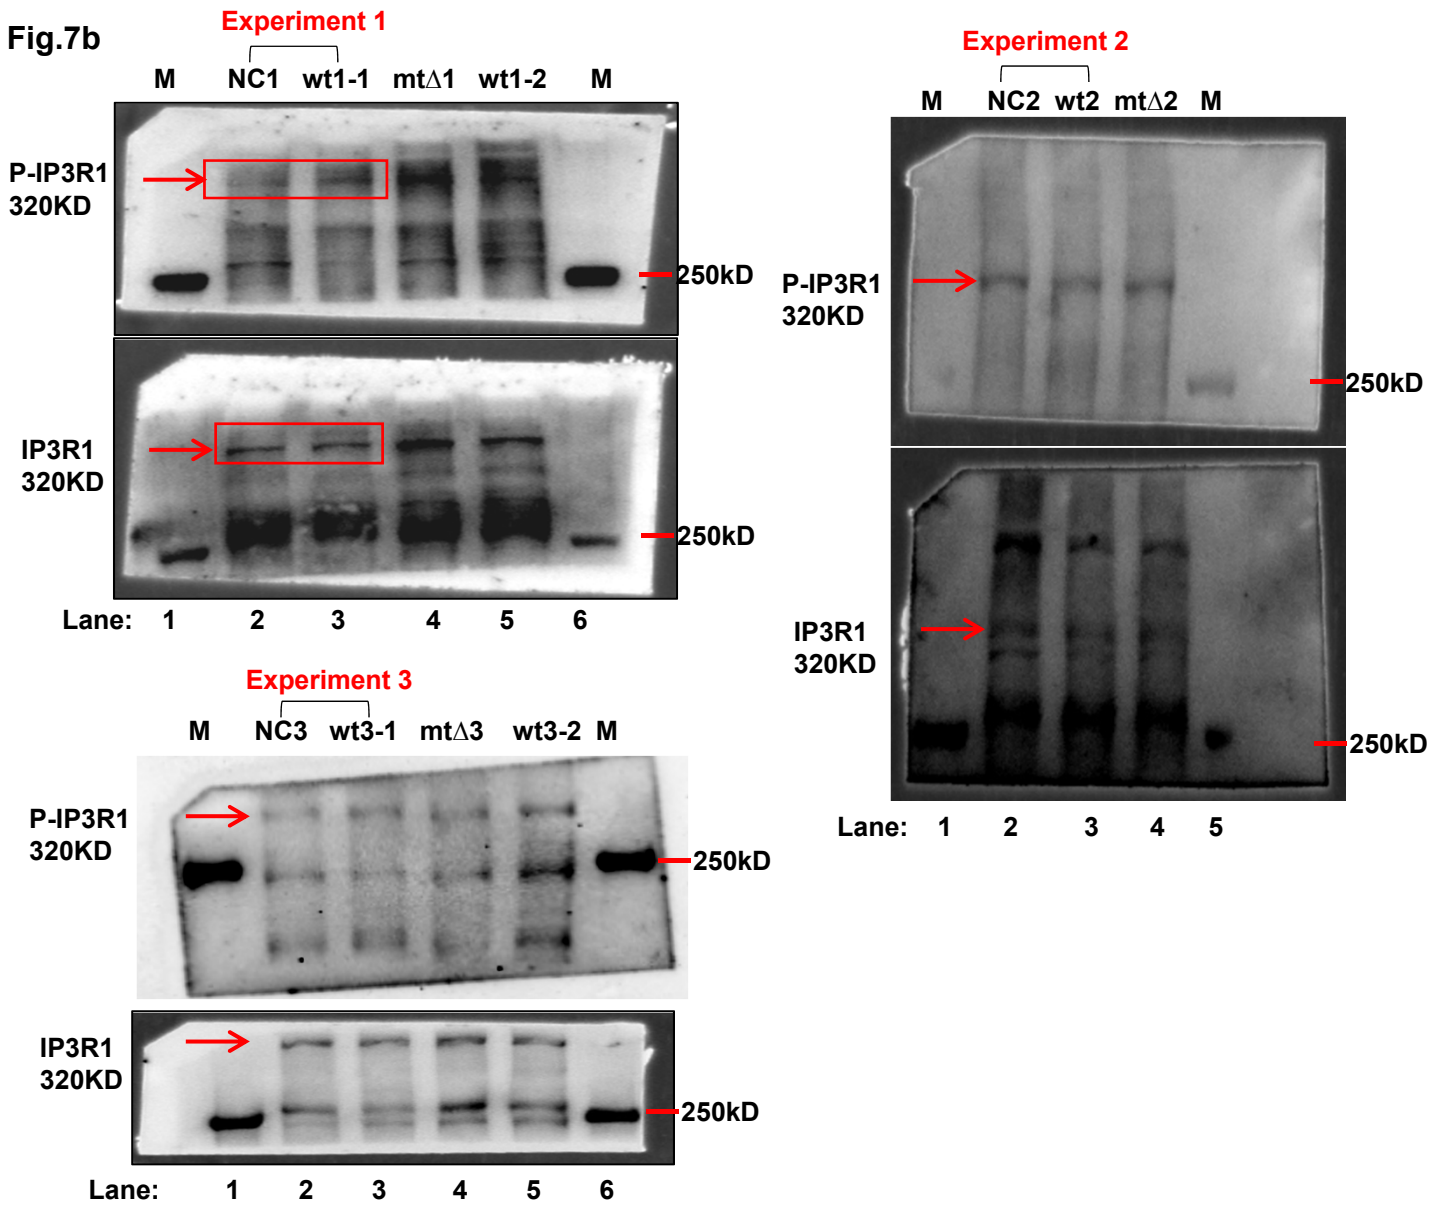 Fig.7b
Experiment 1
M NC1 wt1-1 mtΔ1 wt1-2 M
P-IP3R1
320KD
250kD
IP3R1
320KD
250kD
Lane: 1 2 3 4 5 6
Experiment 2
M NC2 wt2 mtΔ2 M
P-IP3R1
320KD
250kD
IP3R1
320KD
250kD
Lane: 1 2 3 4 5
Experiment 3
M NC3 wt3-1 mtΔ3 wt3-2 M
P-IP3R1
320KD
250kD
IP3R1
320KD
250kD
Lane: 1 2 3 4 5 6